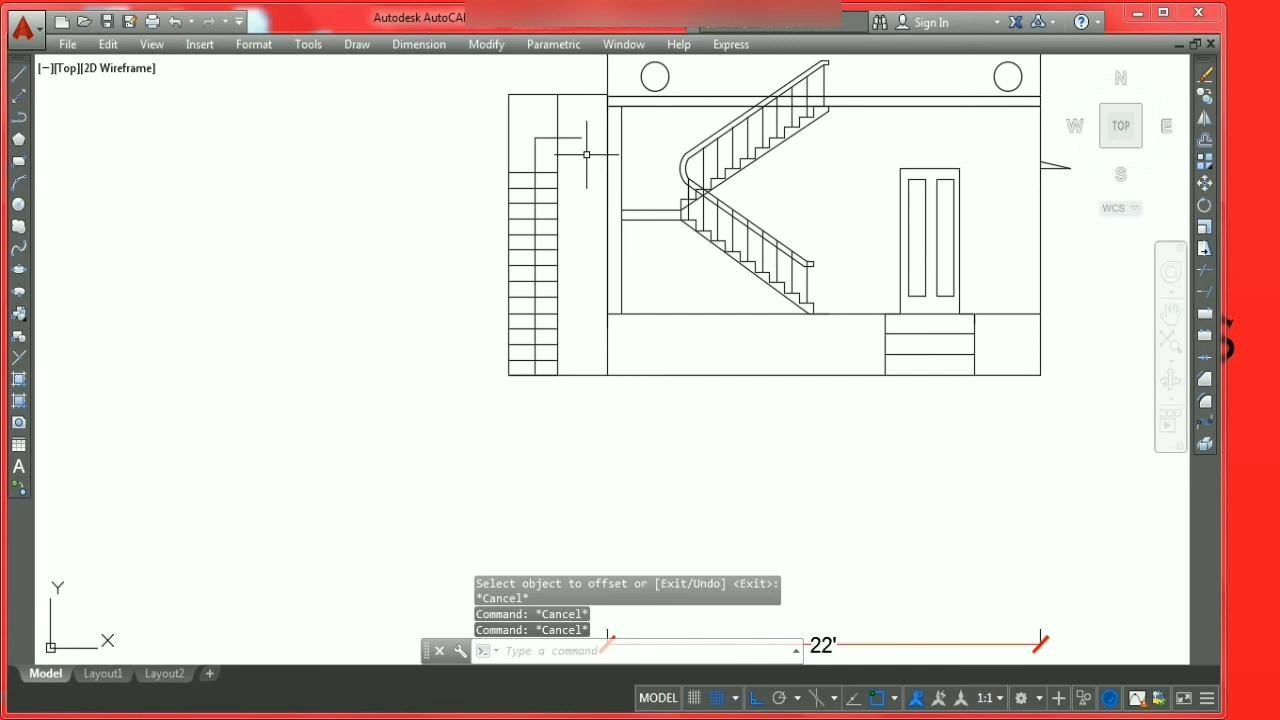 Autodesk AutoCA
Sign In
File Edit View Insert Format Tools Draw Dimension Modify Parametric Window Help Express
[−][Top][2D Wireframe]
N
W TOP E
S
WCS
Select object to offset or [Exit/Undo] <Exit>:
*Cancel*
Command: *Cancel*
Command: *Cancel*
Type a command
22'
Y
X
Model Layout1 Layout2 +
MODEL 1:1